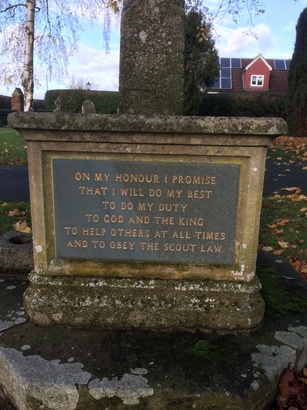 ON MY HONOUR I PROMISE
THAT I WILL DO MY BEST
TO DO MY DUTY
TO GOD AND THE KING
TO HELP OTHERS AT ALL TIMES
AND TO OBEY THE SCOUT LAW